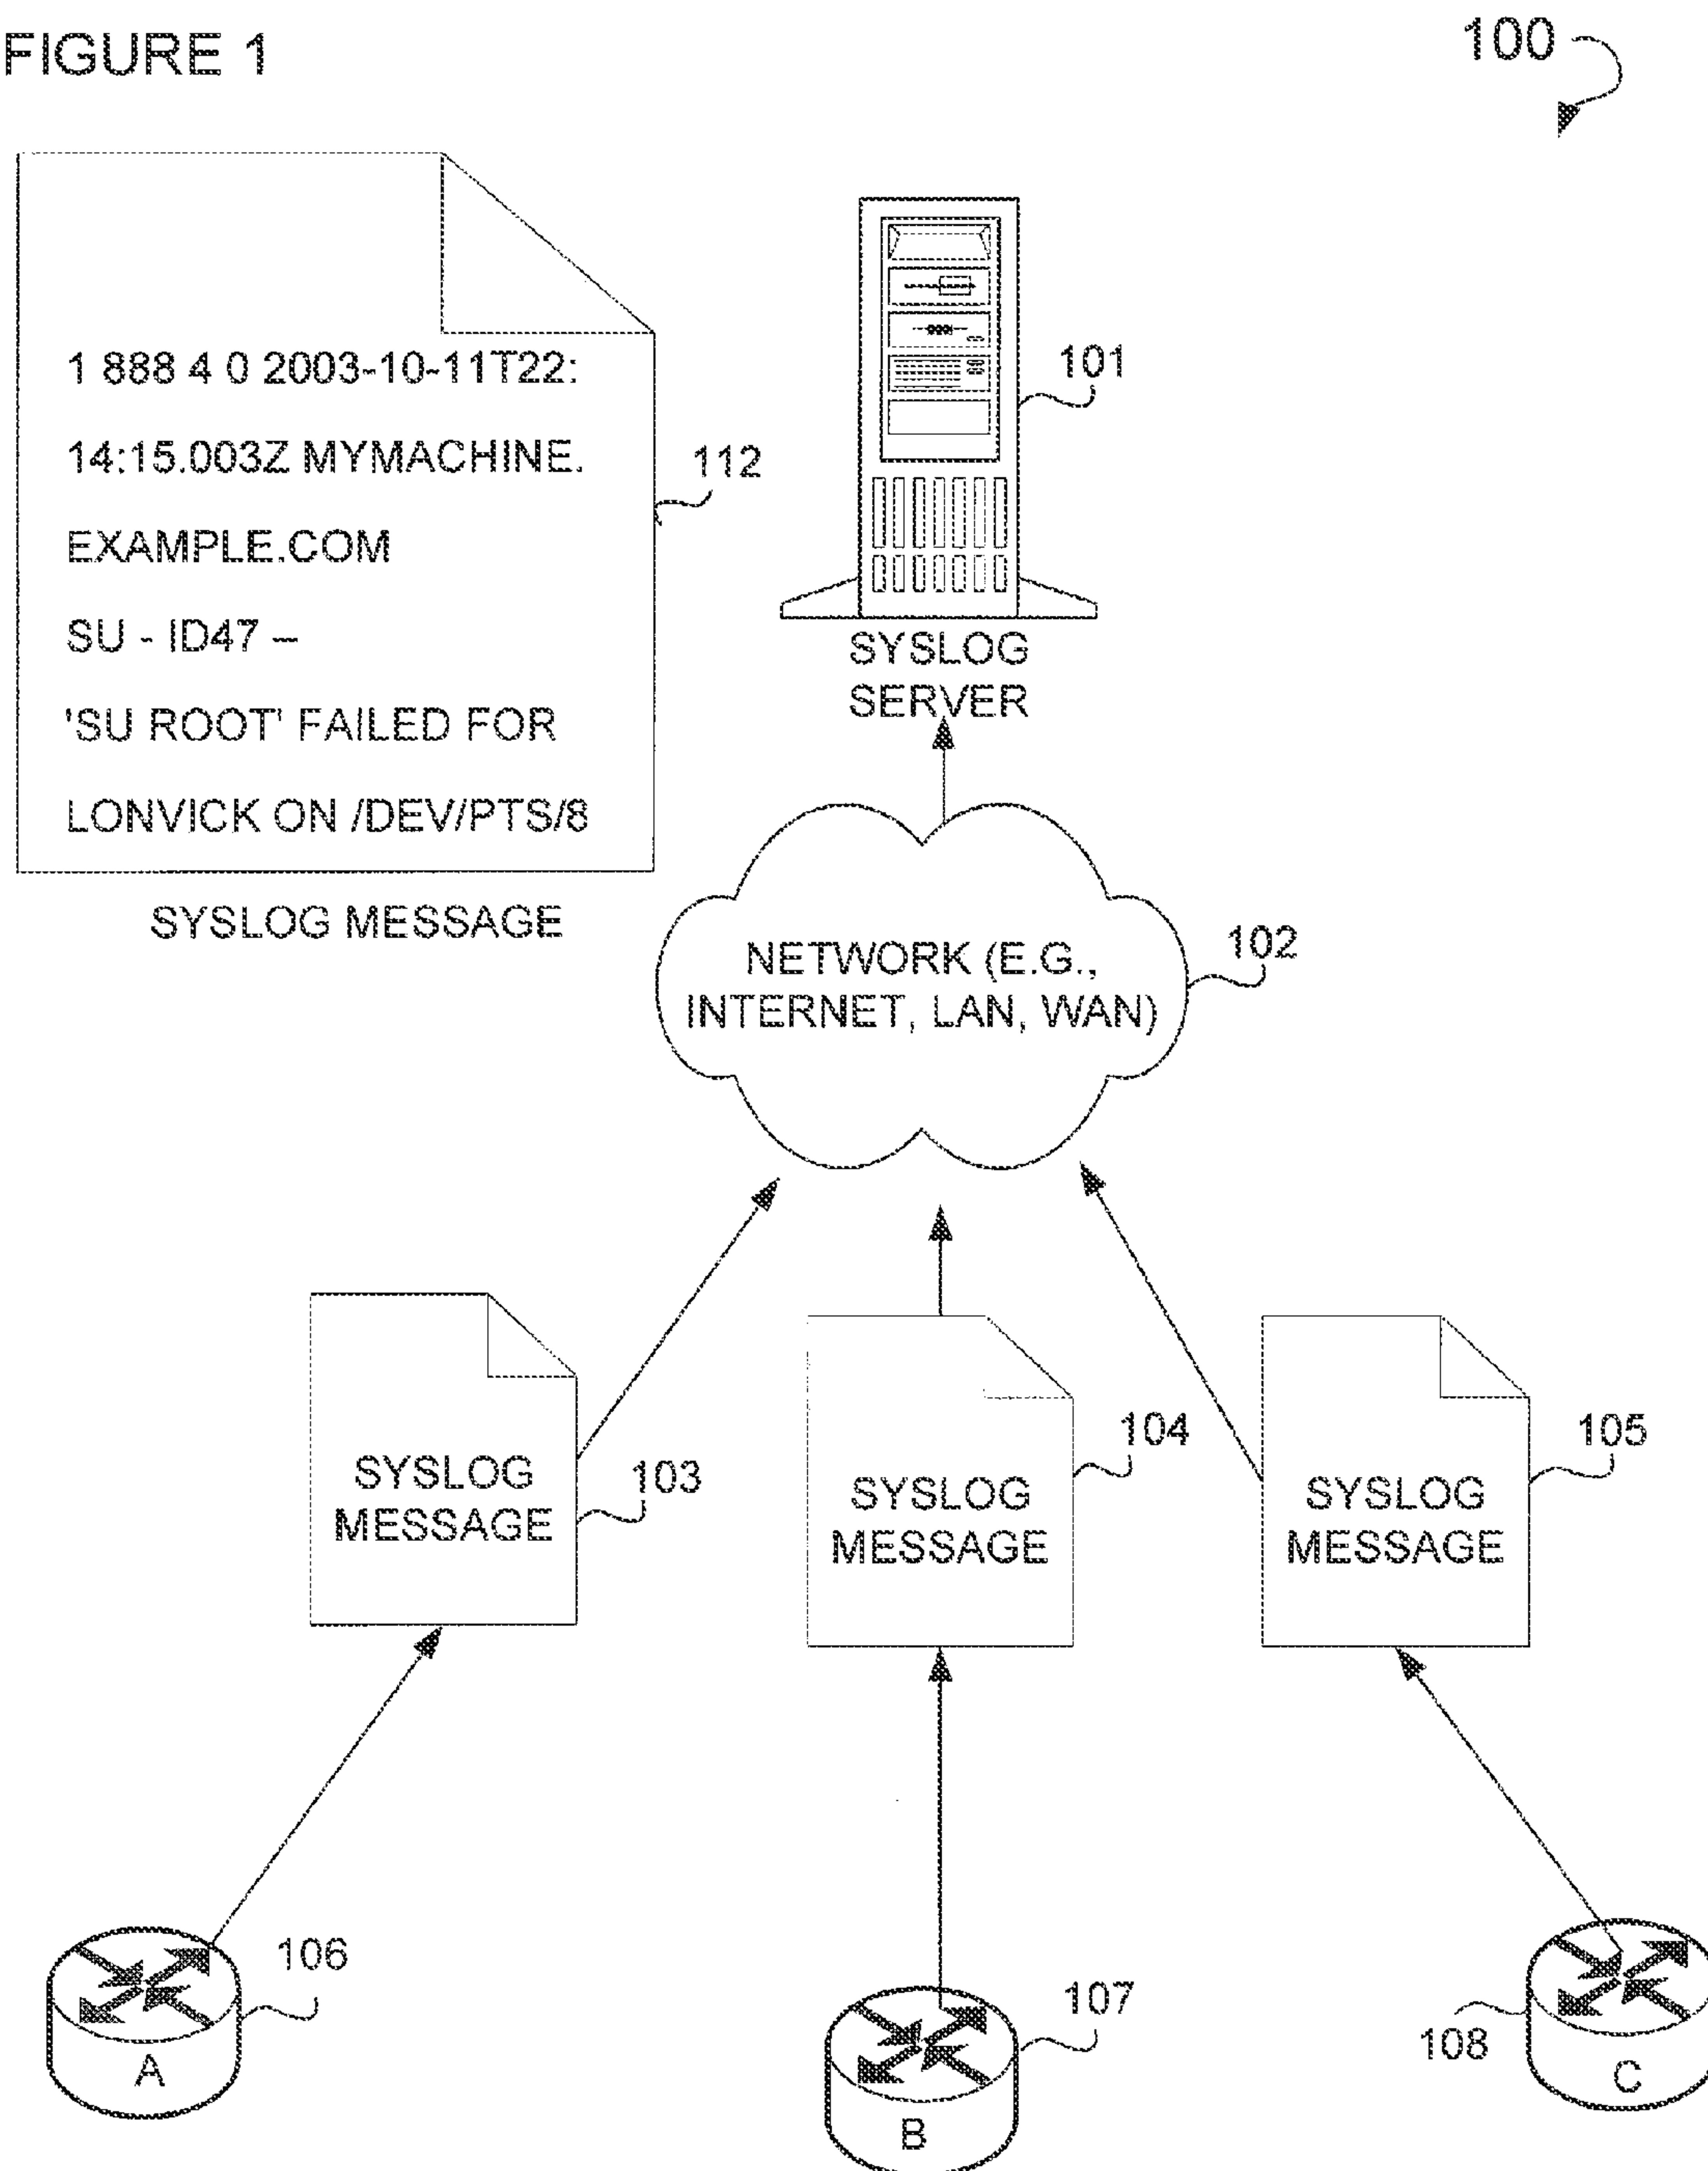 FIGURE 1
100
1 888 4 0 2003-10-11T22:
14:15.003Z MYMACHINE.
EXAMPLE.COM
SU - ID47 –
'SU ROOT' FAILED FOR
LONVICK ON /DEV/PTS/8
112
SYSLOG MESSAGE
101
SYSLOG
SERVER
NETWORK (E.G.,
INTERNET, LAN, WAN)
102
SYSLOG
MESSAGE
103
SYSLOG
MESSAGE
104
SYSLOG
MESSAGE
105
A
106
B
107
C
108